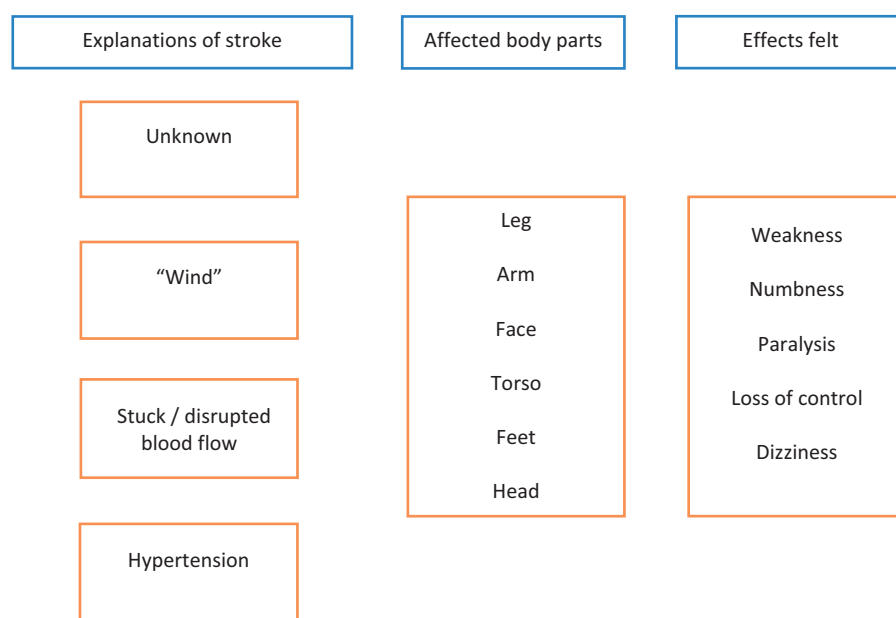 Explanations of stroke
Affected body parts
Effects felt
Unknown
“Wind”
Stuck / disrupted
blood flow
Hypertension
Leg
Arm
Face
Torso
Feet
Head
Weakness
Numbness
Paralysis
Loss of control
Dizziness